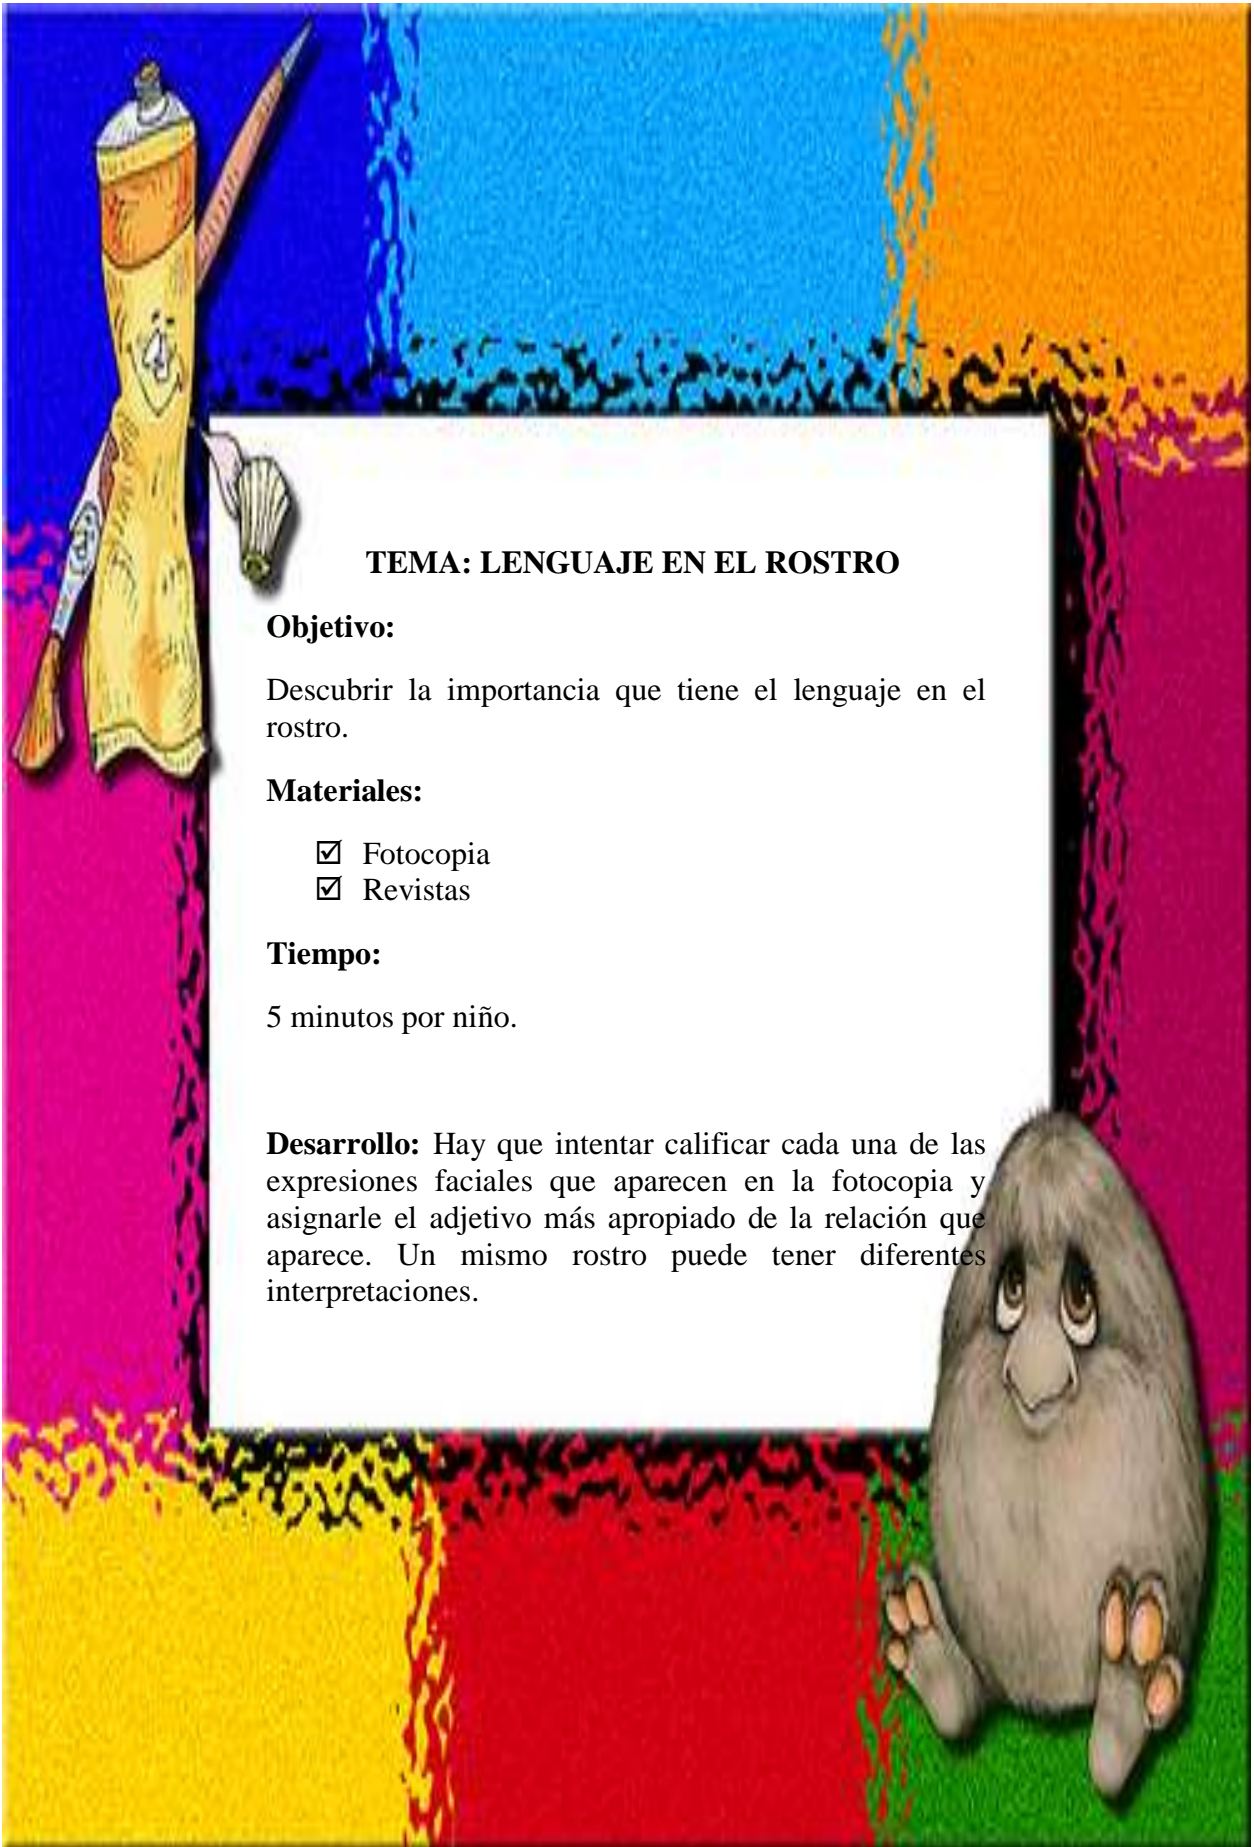 TEMA: LENGUAJE EN EL ROSTRO
Objetivo:
Descubrir la importancia que tiene el lenguaje en el
rostro.
Materiales:
☑ Fotocopia
☑ Revistas
Tiempo:
5 minutos por niño.
Desarrollo: Hay que intentar calificar cada una de las
expresiones faciales que aparecen en la fotocopia y
asignarle el adjetivo más apropiado de la relación que
aparece. Un mismo rostro puede tener diferentes
interpretaciones.